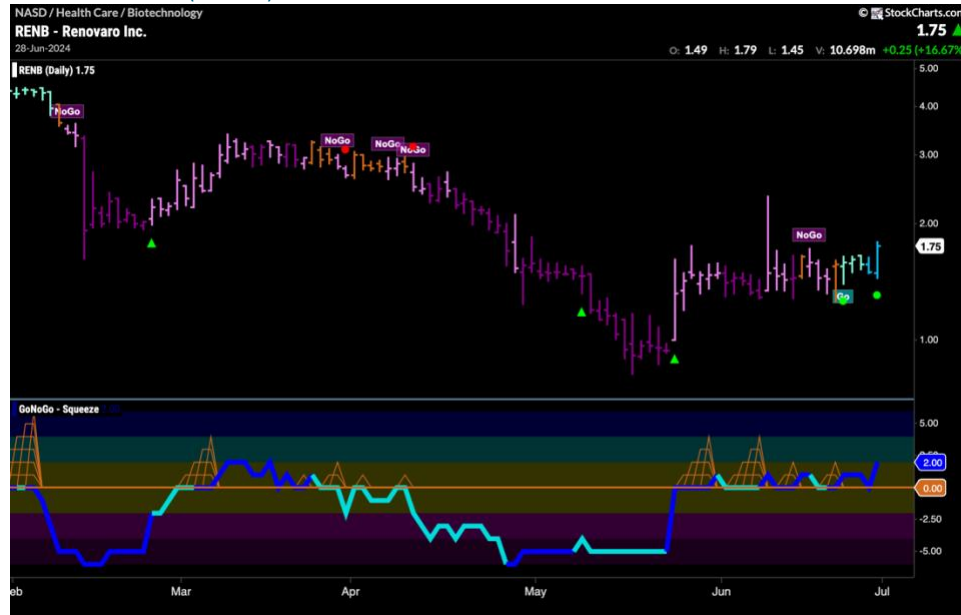 NASD / Health Care / Biotechnology
© StockCharts.com
RENB - Renovaro Inc.
1.75
28-Jun-2024
O: 1.49 H: 1.79 L: 1.45 V: 10.698m +0.25 (+16.67%)
RENB (Daily) 1.75
5.00
NoGo
4.00
NoGo
NoGo
NoGo
3.00
2.00
NoGo
1.75
Go
1.00
GoNoGo - Squeeze
5.00
2.00
0.00
-2.50
-5.00
eb
Mar
Apr
May
Jun
Jul